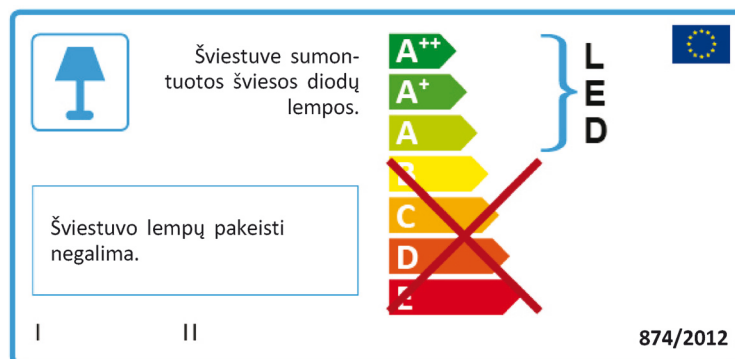 Šviestuve sumon-
tuotos šviesos diodų
lempos.
A++
A+
A
B
C
D
E
L
E
D
Šviestuvo lempų pakeisti
negalima.
I II
874/2012